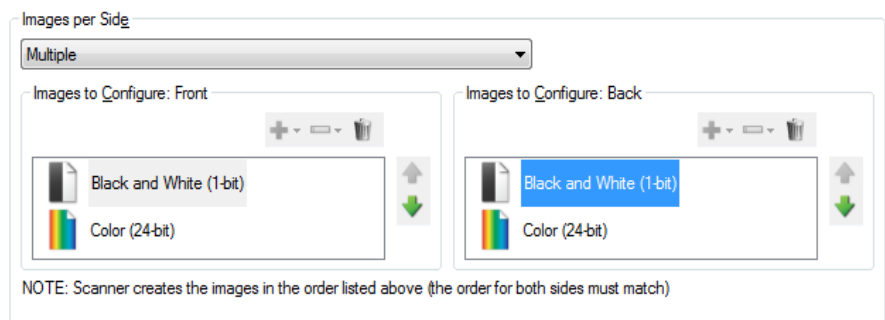 Images per Side
Multiple
Images to Configure: Front
Images to Configure: Back
Black and White (1-bit)
Color (24-bit)
Black and White (1-bit)
Color (24-bit)
NOTE: Scanner creates the images in the order listed above (the order for both sides must match)